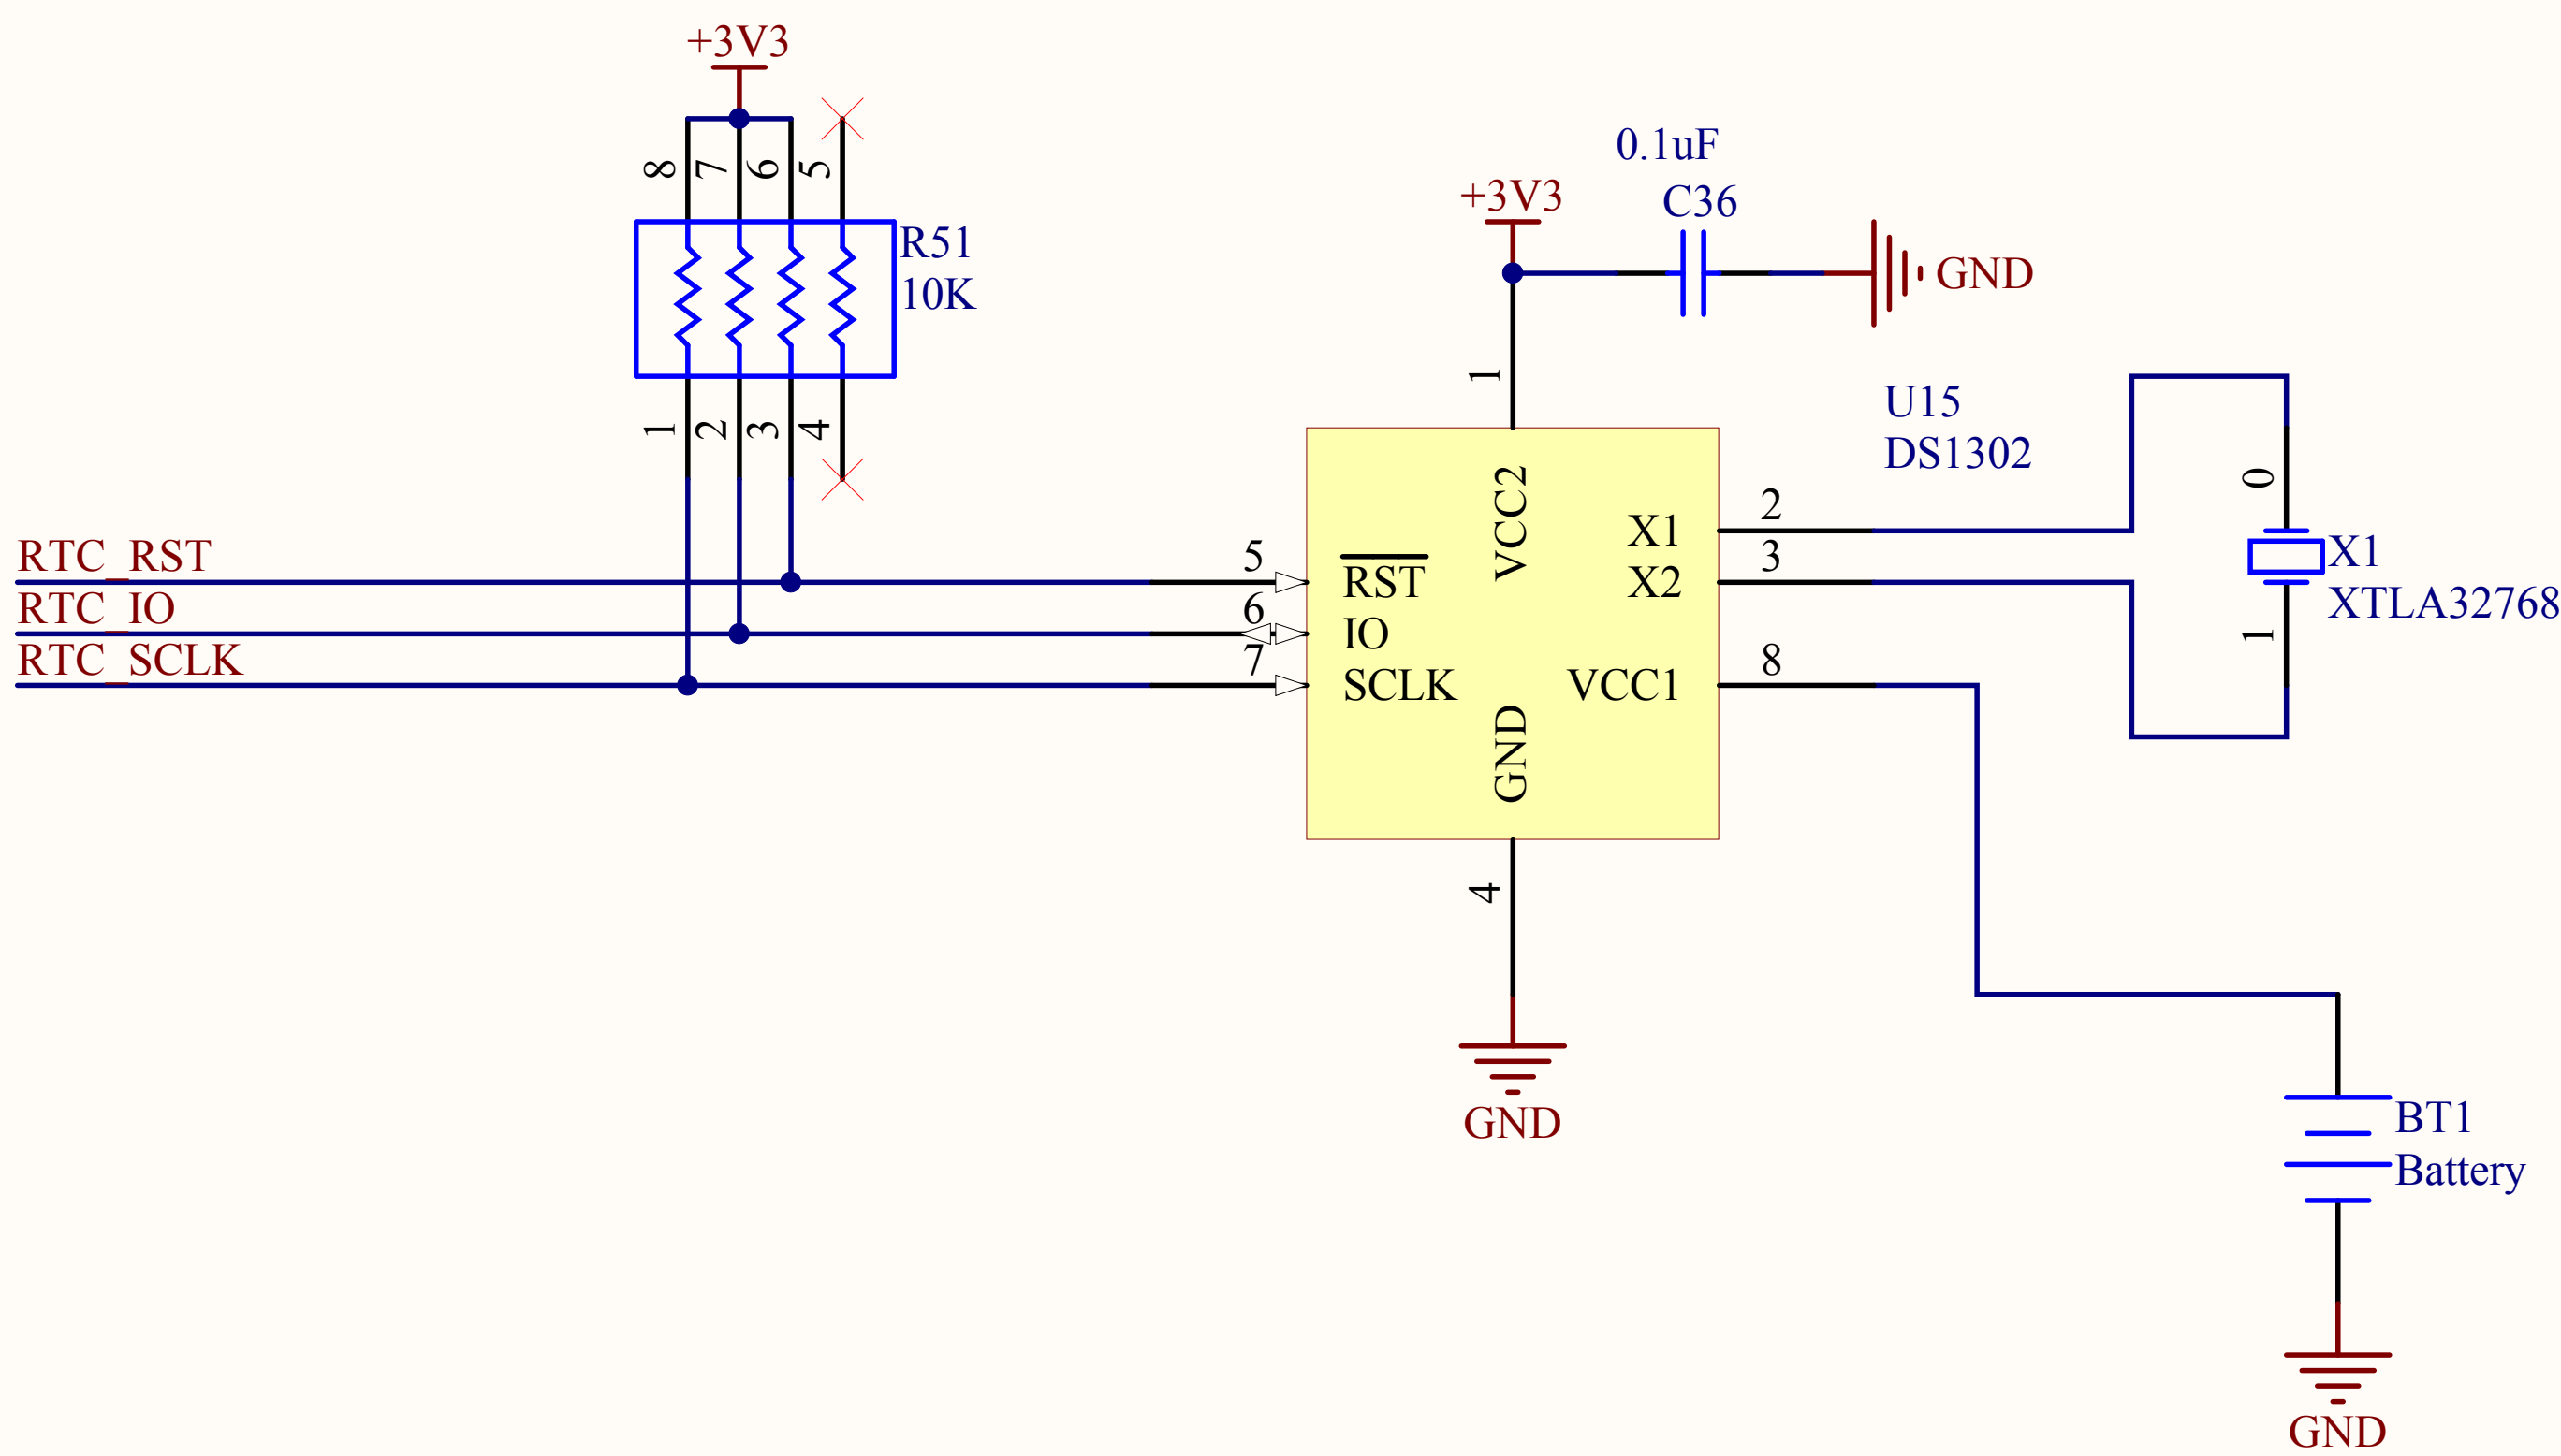 +3V3
8 7 6 5
R51
10K
1 2 3 4
RTC_RST
RTC_IO
RTC_SCLK
0.1uF
C36
+3V3
GND
1
U15
DS1302
VCC2
5
RST
6
IO
7
SCLK
GND
X1
2
X2
3
VCC1
8
4
GND
0
X1
XTLA32768
1
BT1
Battery
GND